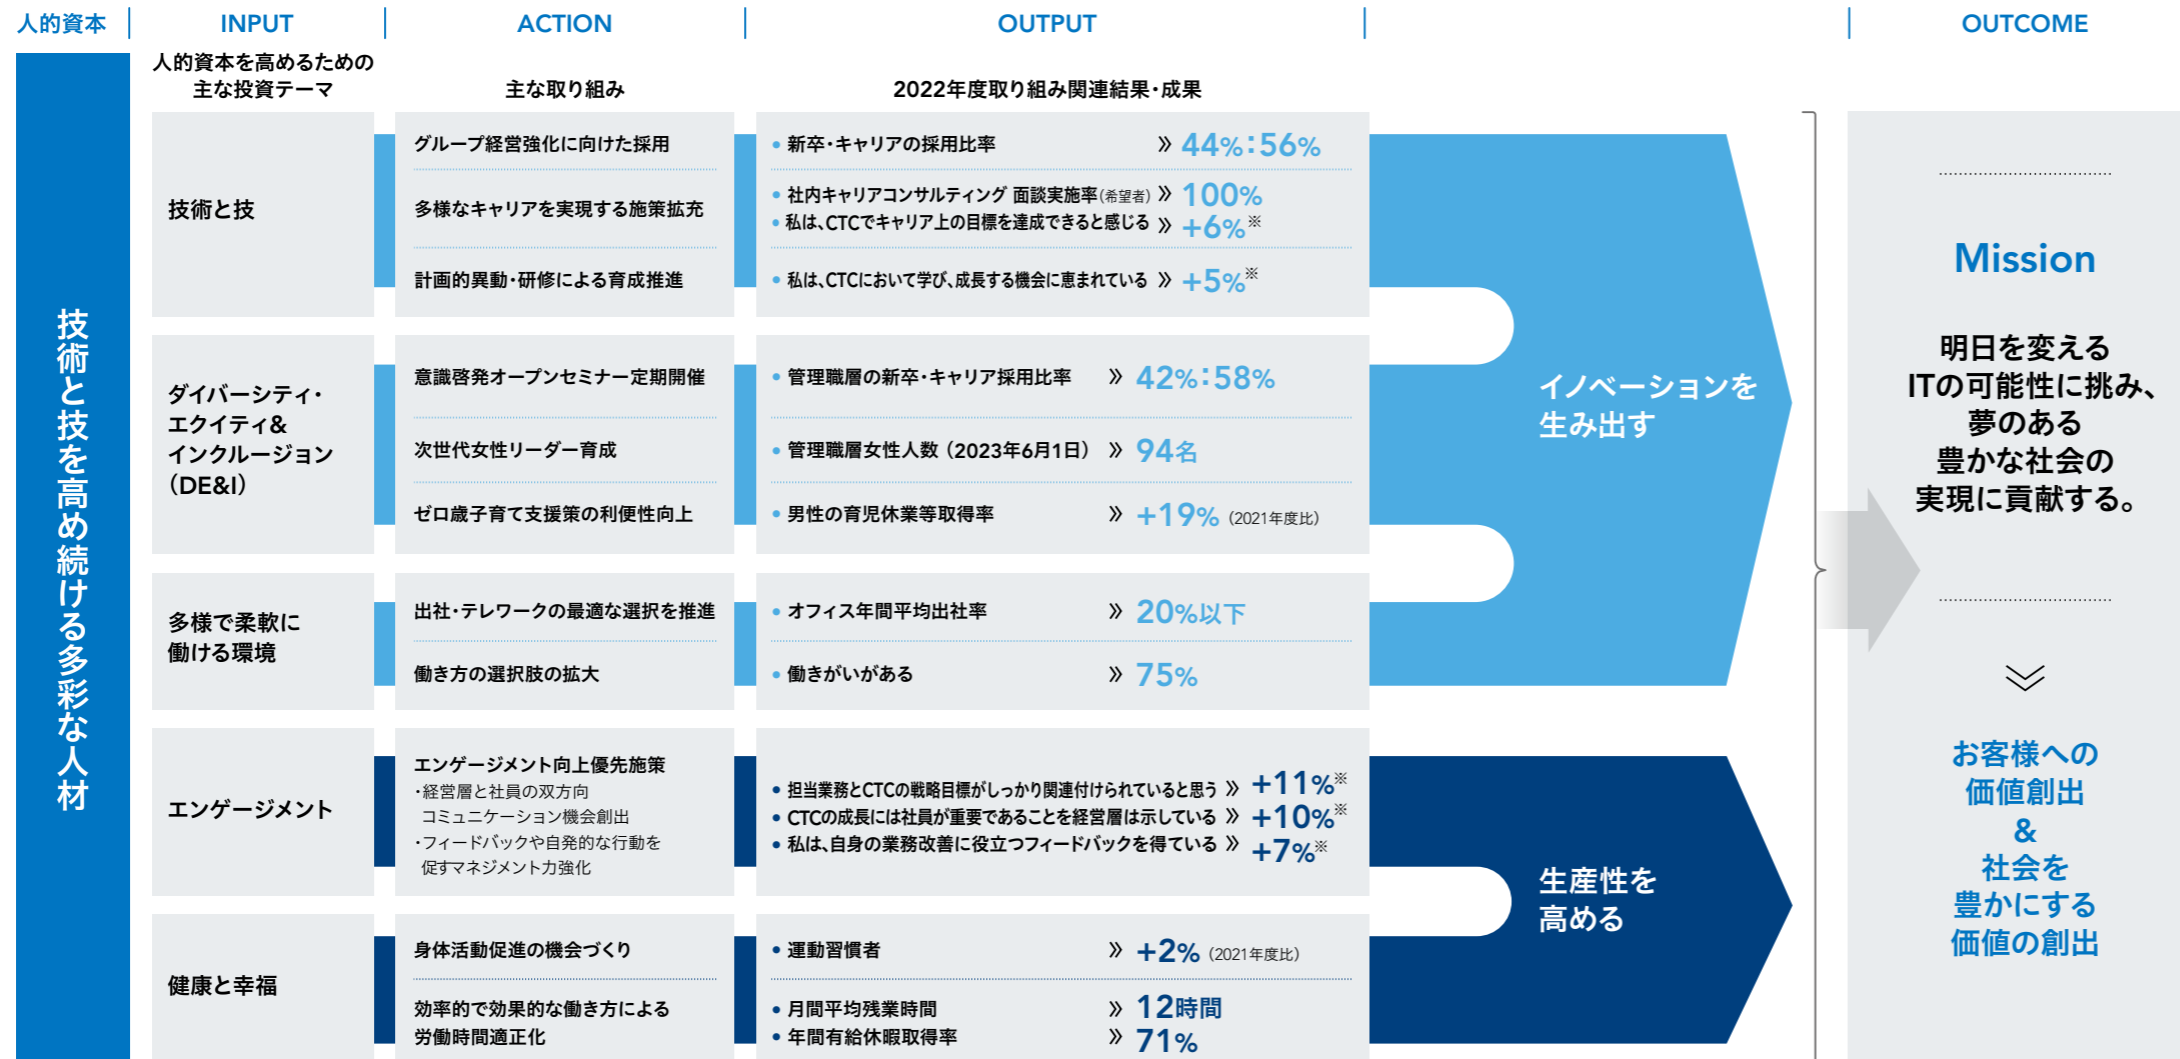 人的資本
INPUT
ACTION
OUTPUT
OUTCOME
人的資本を高めるための
主な投資テーマ
主な取り組み
2022年度取り組み関連結果・成果
技術と技を高め続ける多彩な人材
技術と技
グループ経営強化に向けた採用
• 新卒・キャリアの採用比率 » 44%:56%
多様なキャリアを実現する施策拡充
• 社内キャリアコンサルティング 面談実施率(希望者) » 100%
• 私は、CTCでキャリア上の目標を達成できると感じる » +6%※
計画的異動・研修による育成推進
• 私は、CTCにおいて学び、成長する機会に恵まれている » +5%※
ダイバーシティ・
エクイティ&
インクルージョン
(DE&I)
意識啓発オープンセミナー定期開催
• 管理職層の新卒・キャリア採用比率 » 42%:58%
次世代女性リーダー育成
• 管理職層女性人数(2023年6月1日) » 94名
ゼロ歳子育て支援策の利便性向上
• 男性の育児休業等取得率 » +19% (2021年度比)
多様で柔軟に
働ける環境
出社・テレワークの最適な選択を推進
• オフィス年間平均出社率 » 20%以下
働き方の選択肢の拡大
• 働きがいがある » 75%
イノベーションを
生み出す
エンゲージメント
エンゲージメント向上優先施策
・経営層と社員の双方向
コミュニケーション機会創出
・フィードバックや自発的な行動を
促すマネジメント力強化
• 担当業務とCTCの戦略目標がしっかり関連付けられていると思う » +11%※
• CTCの成長には社員が重要であることを経営層は示している » +10%※
• 私は、自身の業務改善に役立つフィードバックを得ている » +7%※
健康と幸福
身体活動促進の機会づくり
• 運動習慣者 » +2% (2021年度比)
効率的で効果的な働き方による
労働時間適正化
• 月間平均残業時間 » 12時間
• 年間有給休暇取得率 » 71%
生産性を
高める
Mission
明日を変える
ITの可能性に挑み、
夢のある
豊かな社会の
実現に貢献する。
お客様への
価値創出
&
社会を
豊かにする
価値の創出